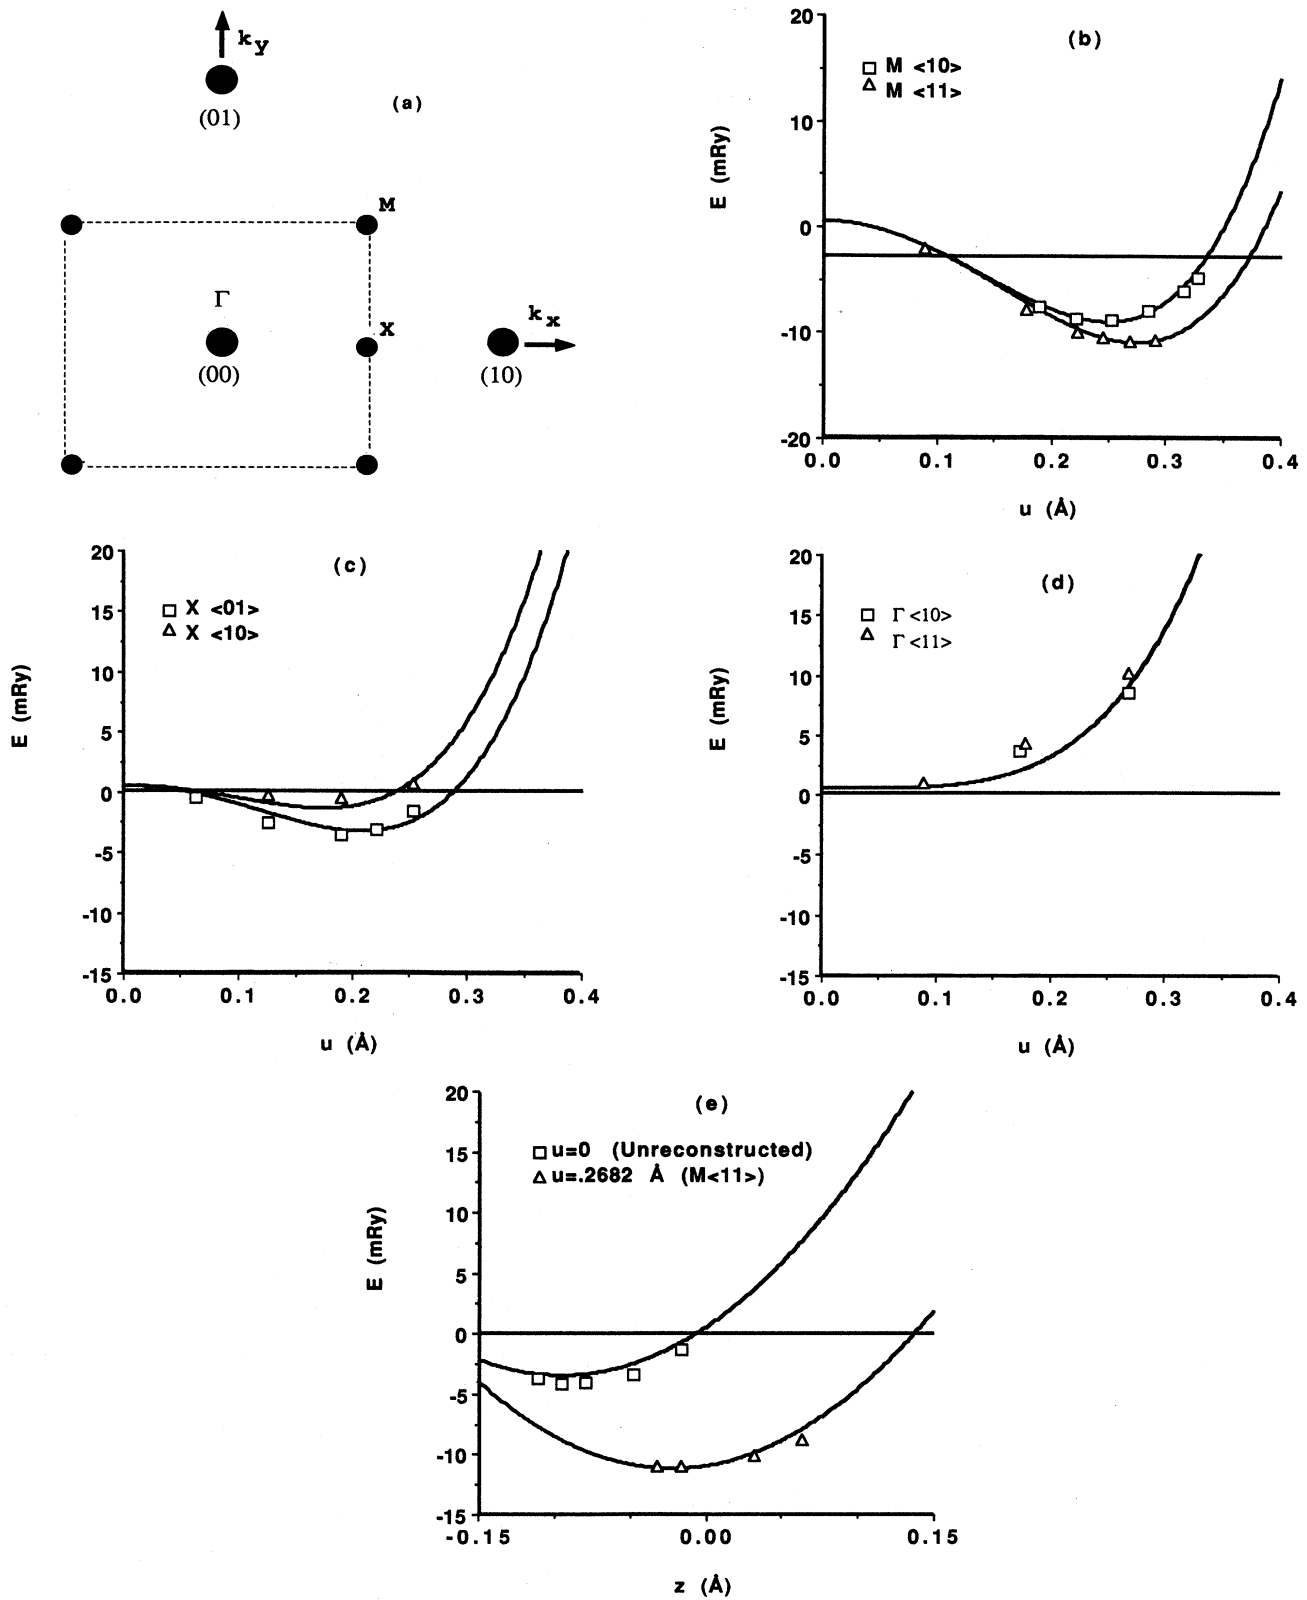 ky
(01)
(a)
M
Γ
X
kx
(00)
(10)
(b)
M <10>
M <11>
E (mRy)
20
10
0
-10
-20
0.0 0.1 0.2 0.3 0.4
u (Å)
(c)
X <01>
X <10>
E (mRy)
20
15
10
5
0
-5
-10
-15
0.0 0.1 0.2 0.3 0.4
u (Å)
(d)
Γ <10>
Γ <11>
E (mRy)
20
15
10
5
0
-5
-10
-15
0.0 0.1 0.2 0.3 0.4
u (Å)
(e)
u=0 (Unreconstructed)
u=.2682 Å (M<11>)
E (mRy)
20
15
10
5
0
-5
-10
-15
-0.15 0.00 0.15
z (Å)